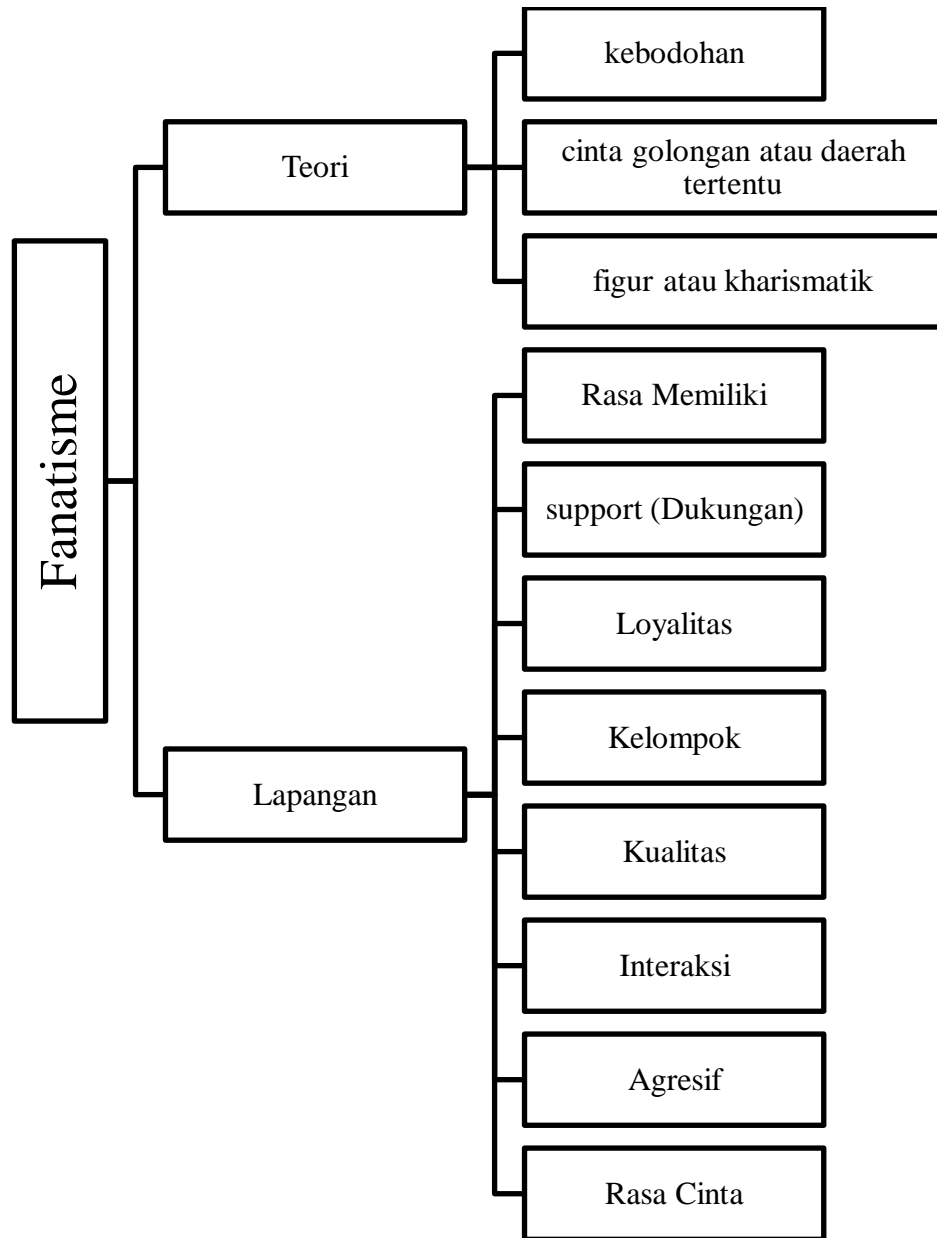 Fanatisme
Teori
kebodohan
cinta golongan atau daerah
tertentu
figur atau kharismatik
Lapangan
Rasa Memiliki
support (Dukungan)
Loyalitas
Kelompok
Kualitas
Interaksi
Agresif
Rasa Cinta